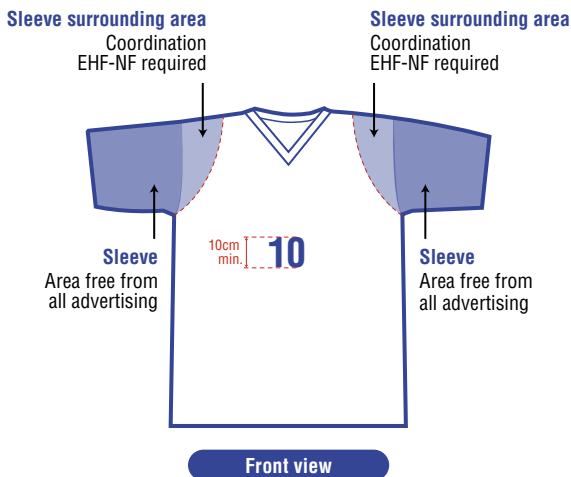 Sleeve surrounding area
Coordination
EHF-NF required
Sleeve surrounding area
Coordination
EHF-NF required
10cm
min.
10
Sleeve
Area free from
all advertising
Sleeve
Area free from
all advertising
Front view